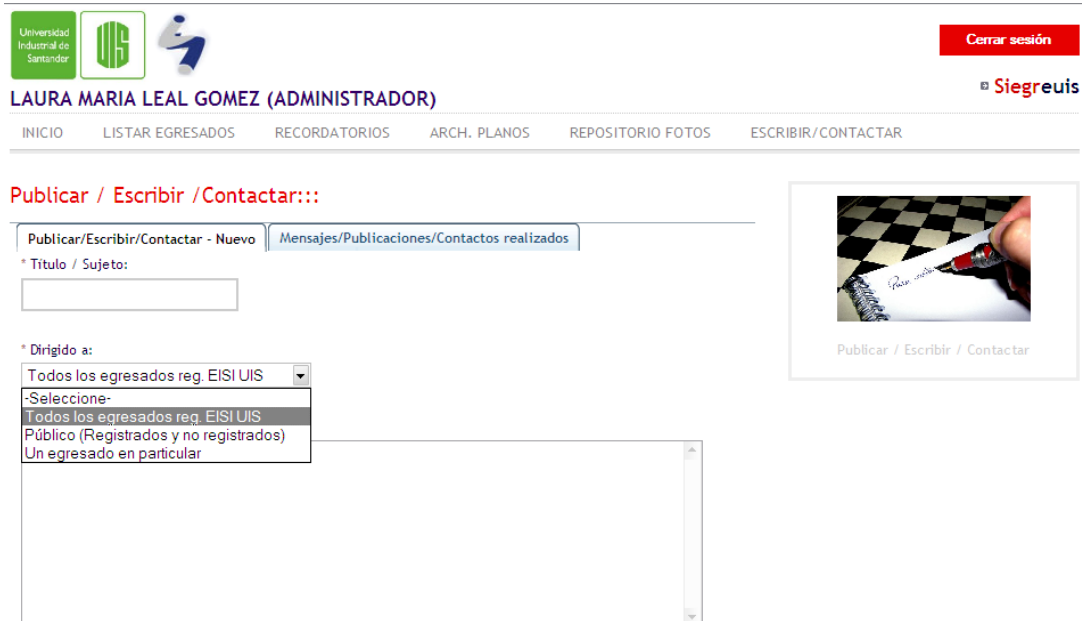 Universidad
Industrial de
Santander
UIS
Cerrar sesión
Siegreuis
LAURA MARIA LEAL GOMEZ (ADMINISTRADOR)
INICIO LISTAR EGRESADOS RECORDATORIOS ARCH. PLANOS REPOSITORIO FOTOS ESCRIBIR/CONTACTAR
Publicar / Escribir /Contactar:::
Publicar/Escribir/Contactar - Nuevo Mensajes/Publicaciones/Contactos realizados
* Título / Sujeto:
* Dirigido a:
Todos los egresados reg. EISI UIS
-Seleccione-
Todos los egresados reg. EISI UIS
Público (Registrados y no registrados)
Un egresado en particular
Publicar / Escribir / Contactar